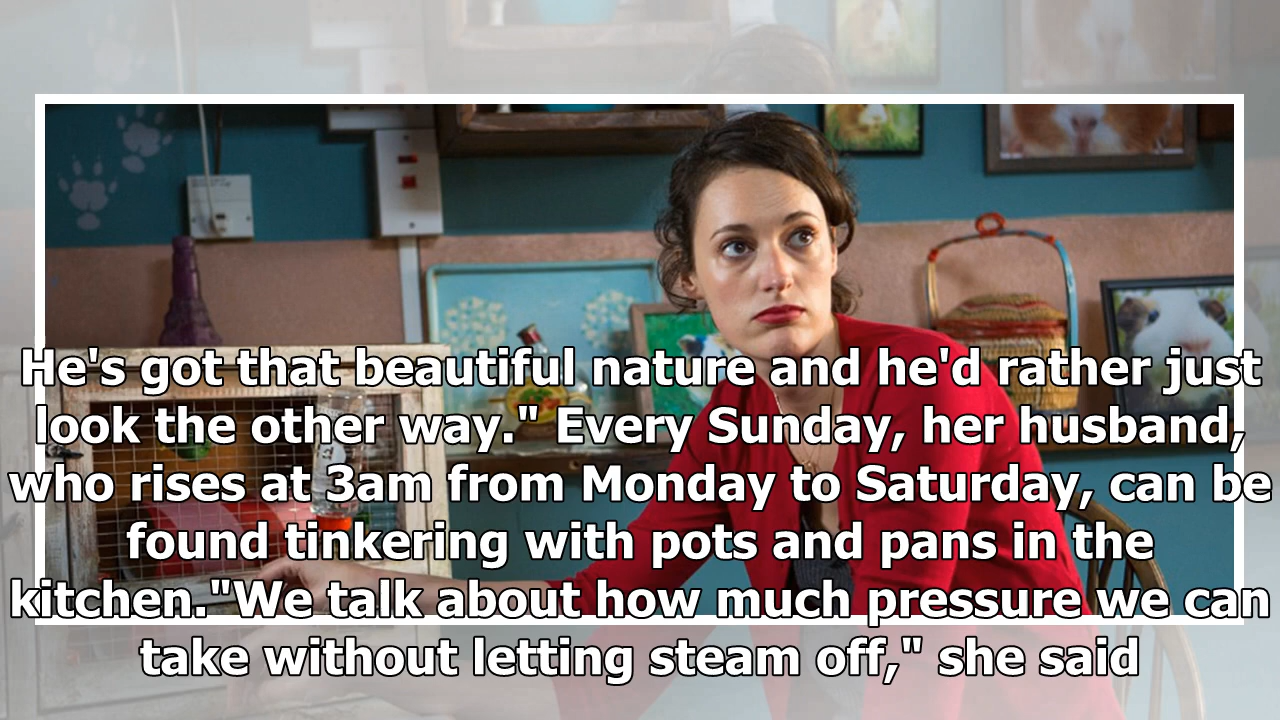 He's got that beautiful nature and he'd rather just
look the other way." Every Sunday, her husband,
who rises at 3am from Monday to Saturday, can be
found tinkering with pots and pans in the
kitchen."We talk about how much pressure we can
take without letting steam off," she said